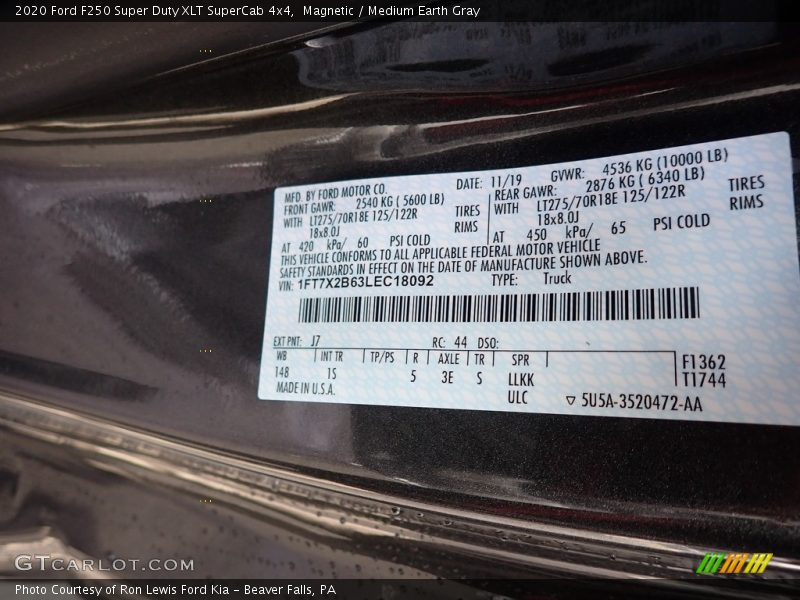 2020 Ford F250 Super Duty XLT SuperCab 4x4, Magnetic / Medium Earth Gray
MFD. BY FORD MOTOR CO. DATE: 11/19 GVWR: 4536 KG (10000 LB)
FRONT GAWR: 2540 KG ( 5600 LB) REAR GAWR: 2876 KG ( 6340 LB)
WITH LT275/70R18E 125/122R TIRES WITH LT275/70R18E 125/122R TIRES
18x8.0J RIMS 18x8.0J RIMS
AT 420 kPa/ 60 PSI COLD AT 450 kPa/ 65 PSI COLD
THIS VEHICLE CONFORMS TO ALL APPLICABLE FEDERAL MOTOR VEHICLE
SAFETY STANDARDS IN EFFECT ON THE DATE OF MANUFACTURE SHOWN ABOVE.
VIN: 1FT7X2B63LEC18092 TYPE: Truck
EXT PNT: J7 RC: 44 DSO:
WB INT TR TP/PS R AXLE TR SPR F1362
148 1S 5 3E S LLKK T1744
MADE IN U.S.A. ULC ▽ 5U5A-3520472-AA
GTCARLOT.COM
Photo Courtesy of Ron Lewis Ford Kia – Beaver Falls, PA